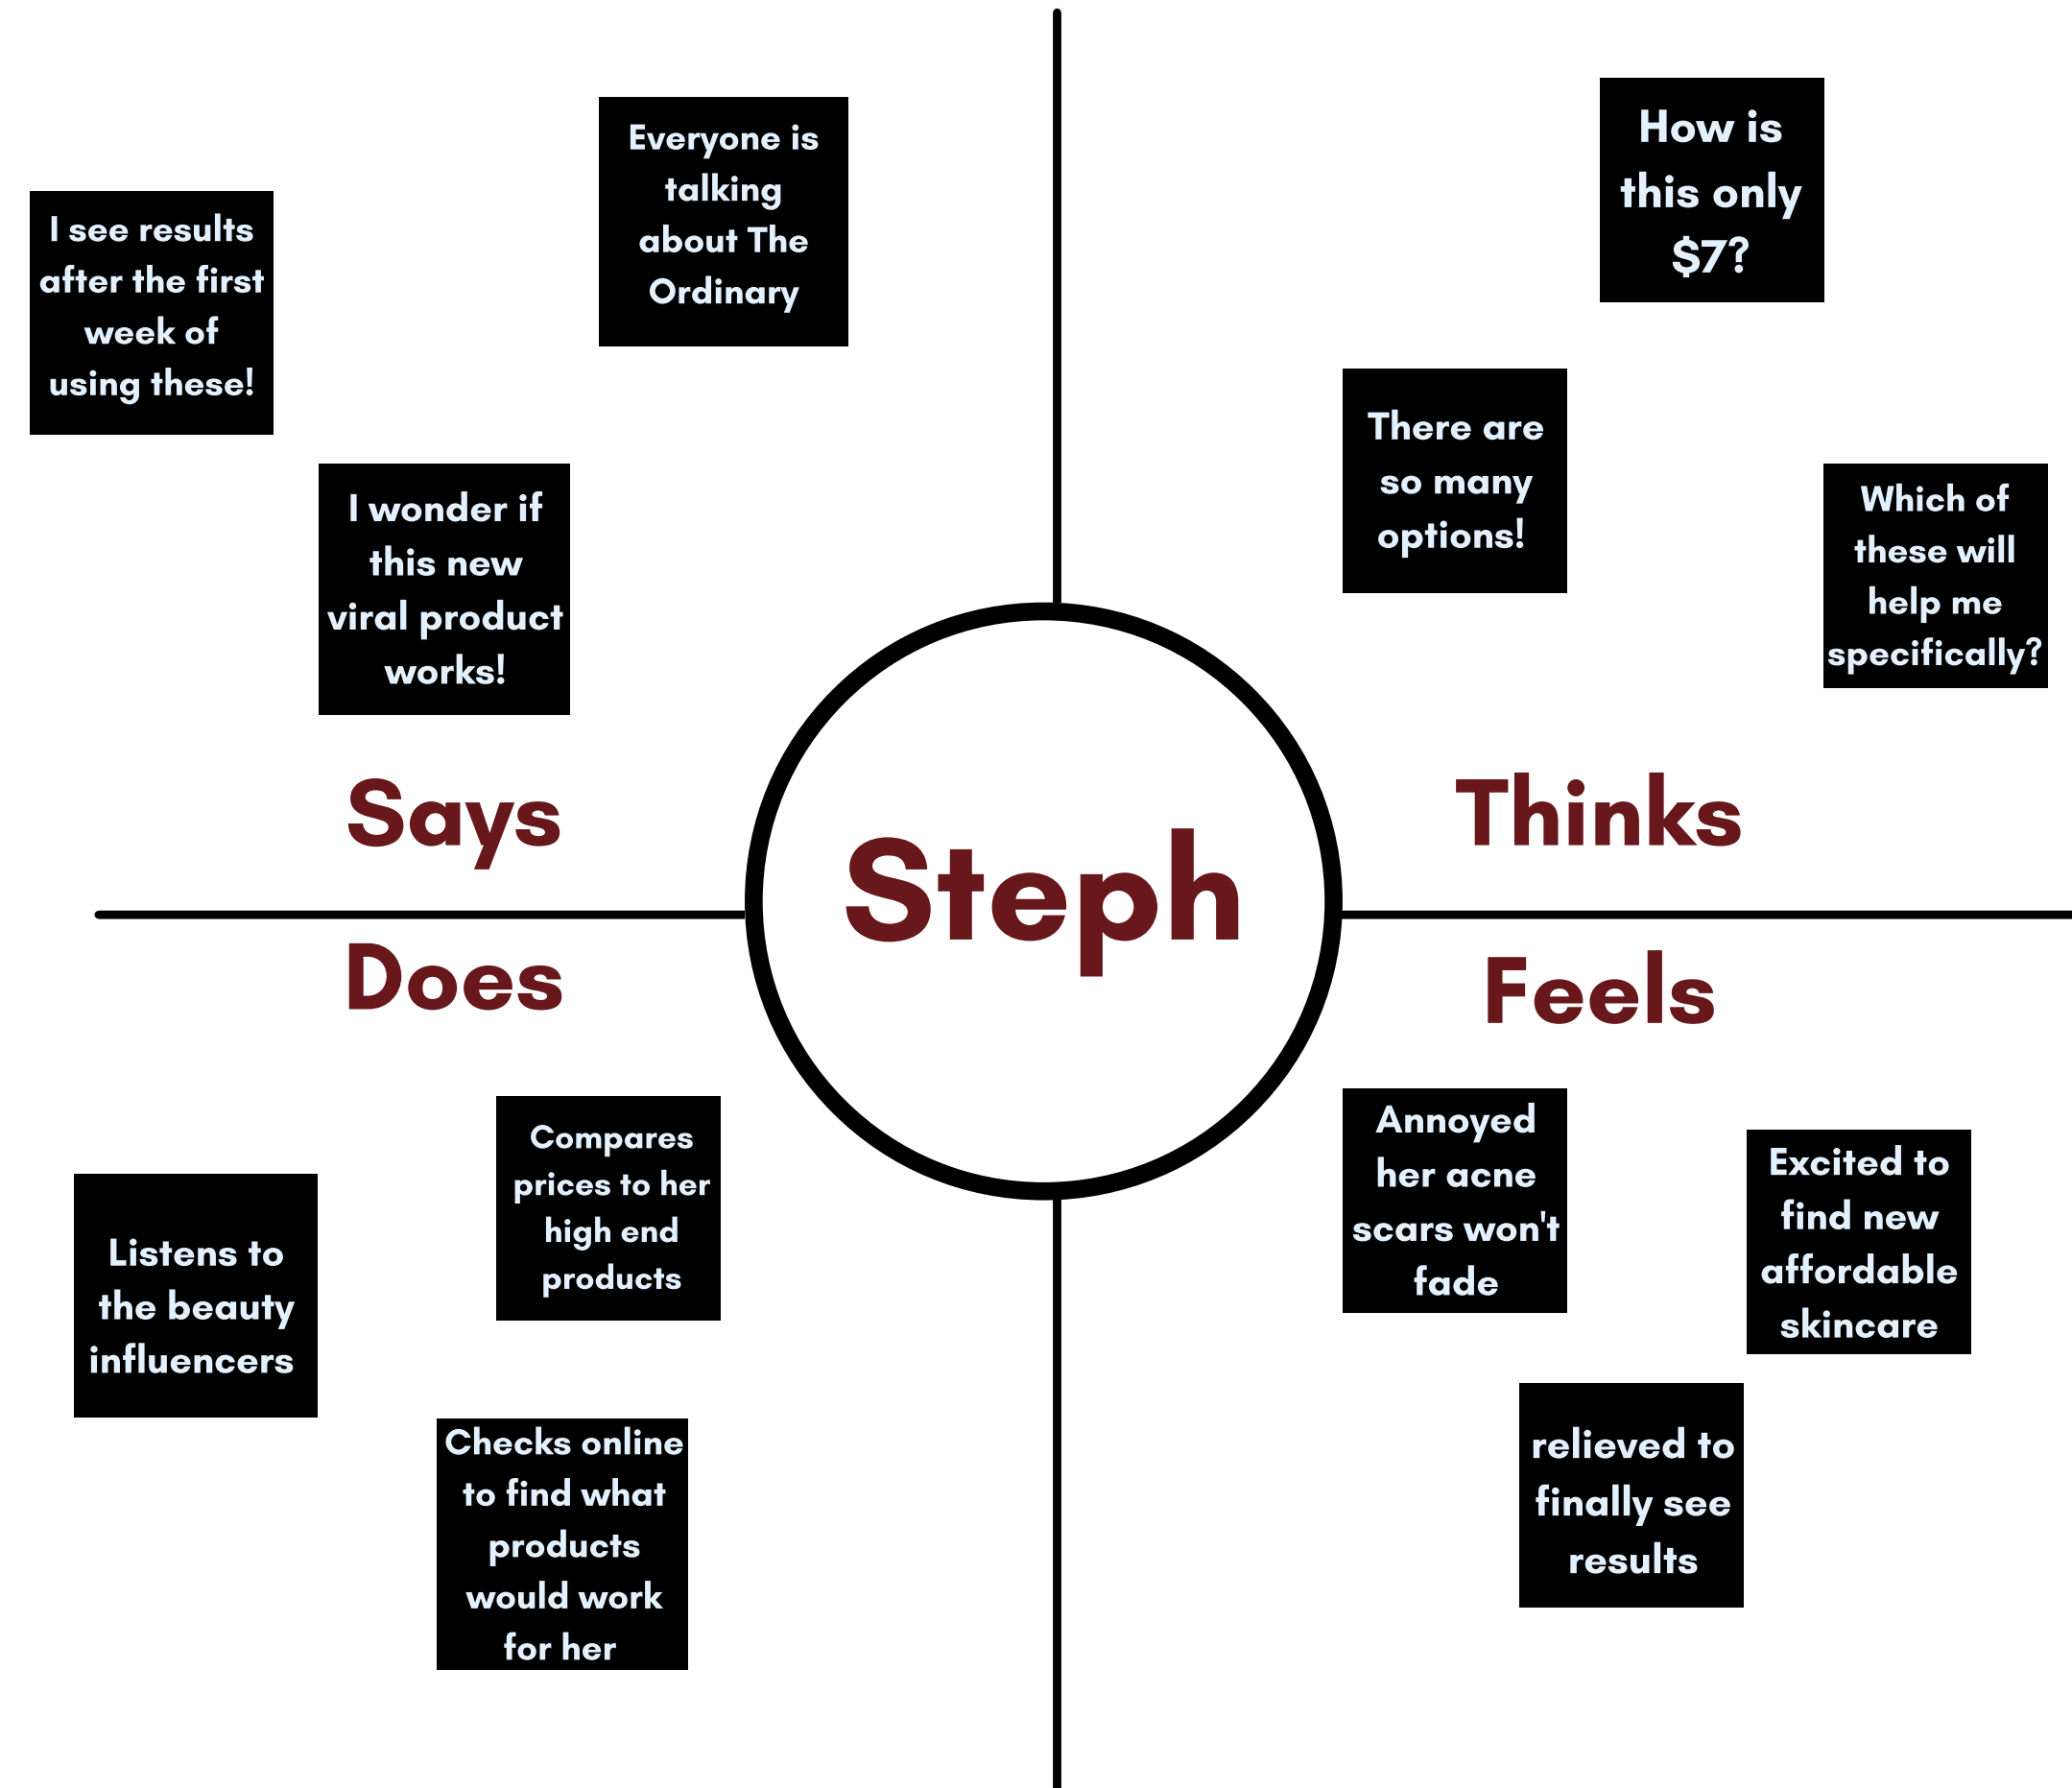 Everyone is
talking
about The
Ordinary
I see results
after the first
week of
using these!
I wonder if
this new
viral product
works!
Says
How is
this only
$7?
There are
so many
options!
Which of
these will
help me
specifically?
Thinks
Steph
Does
Compares
prices to her
high end
products
Listens to
the beauty
influencers
Checks online
to find what
products
would work
for her
Feels
Annoyed
her acne
scars won't
fade
Excited to
find new
affordable
skincare
relieved to
finally see
results